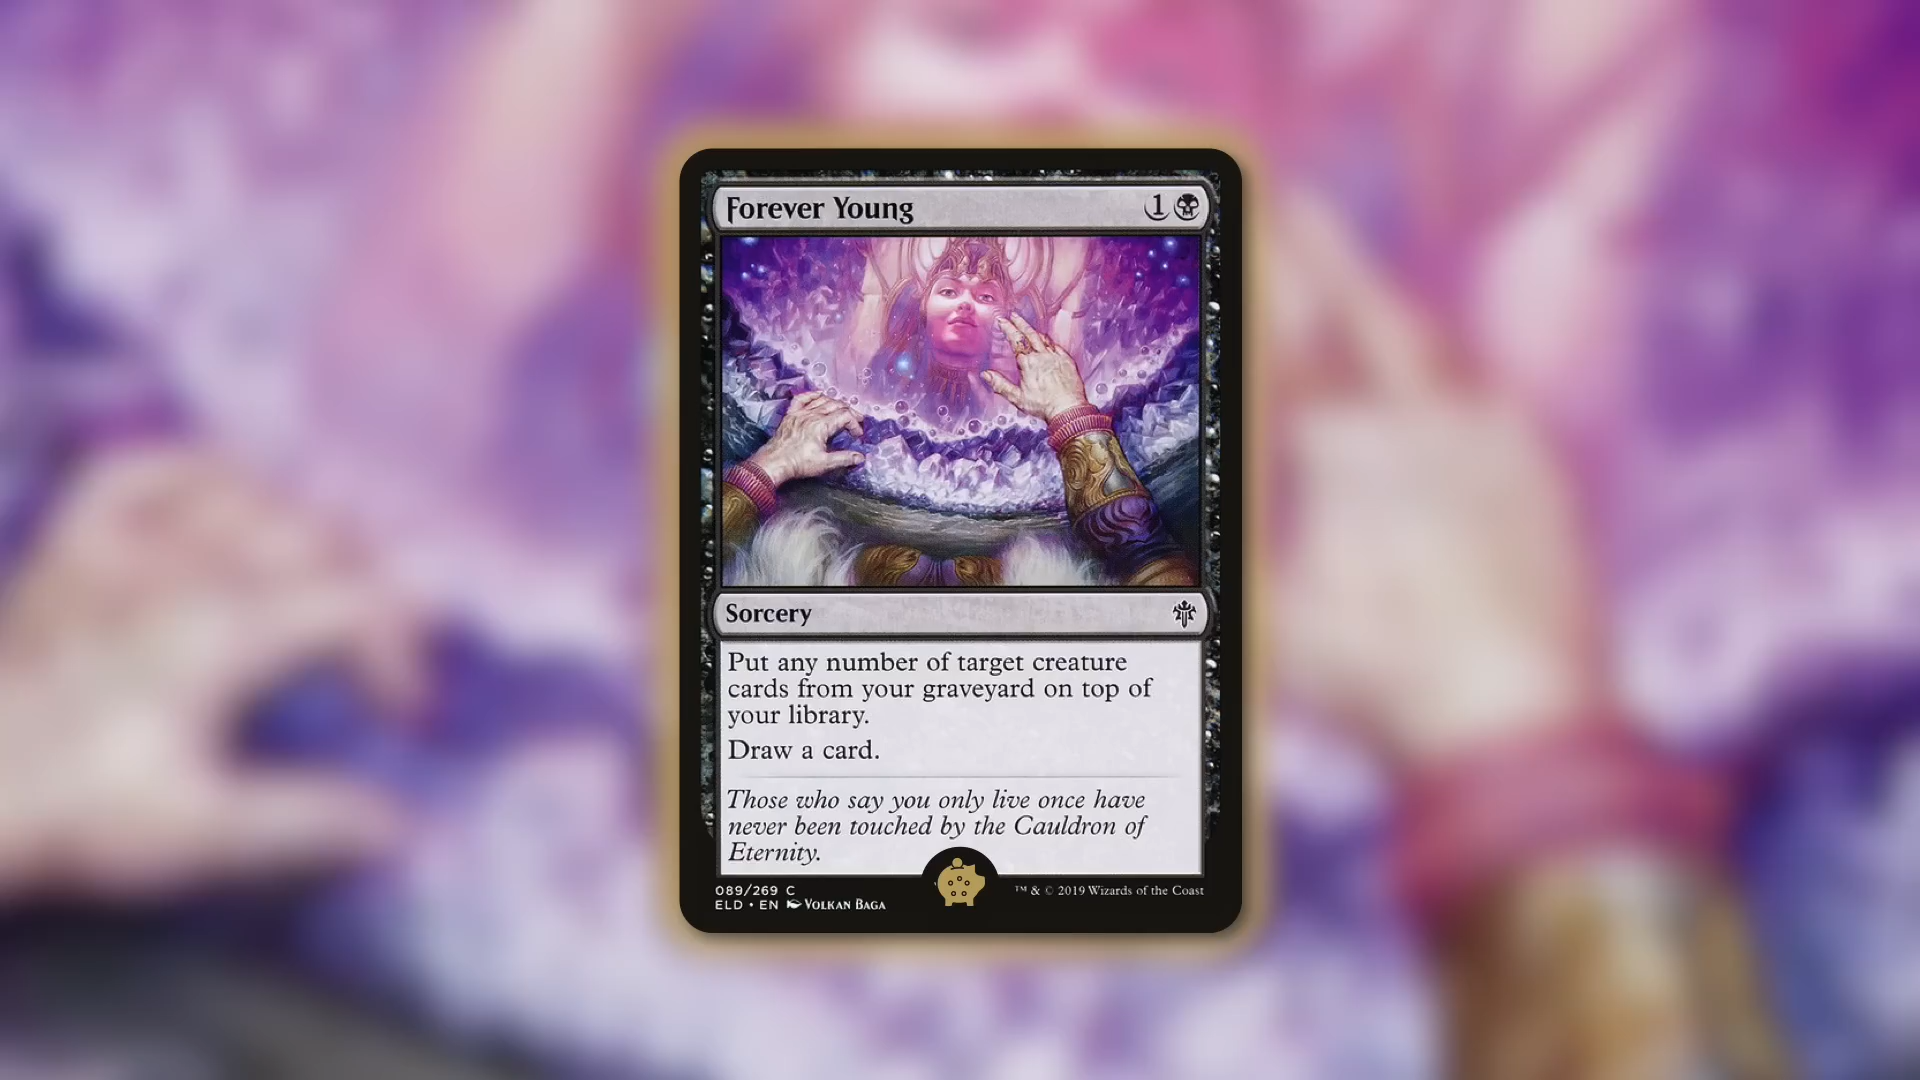 Forever Young 1
Sorcery
Put any number of target creature
cards from your graveyard on top of
your library.
Draw a card.
Those who say you only live once have
never been touched by the Cauldron of
Eternity.
089/269 C
ELD • EN Volkan Baga
™ & © 2019 Wizards of the Coast